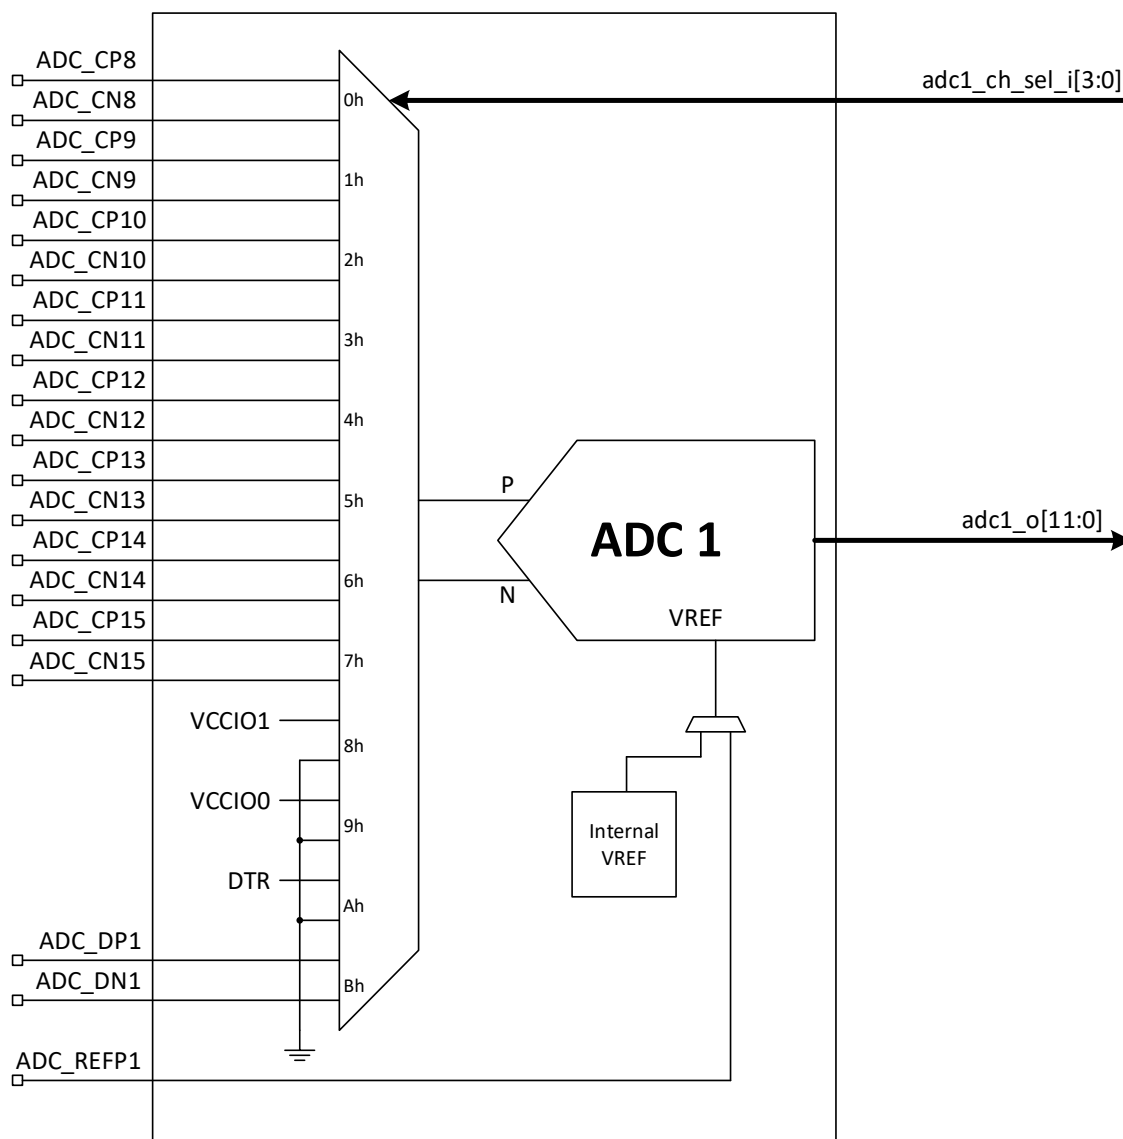 ADC_CP8
adc1_ch_sel_i[3:0]
ADC_CN8
0h
ADC_CP9
ADC_CN9
1h
ADC_CP10
ADC_CN10
2h
ADC_CP11
ADC_CN11
3h
ADC_CP12
ADC_CN12
4h
ADC_CP13
ADC_CN13
5h
P
ADC 1
adc1_o[11:0]
ADC_CP14
ADC_CN14
6h
N
VREF
ADC_CP15
ADC_CN15
7h
VCCIO1
8h
VCCIO0
9h
Internal
VREF
DTR
Ah
ADC_DP1
ADC_DN1
Bh
ADC_REFP1